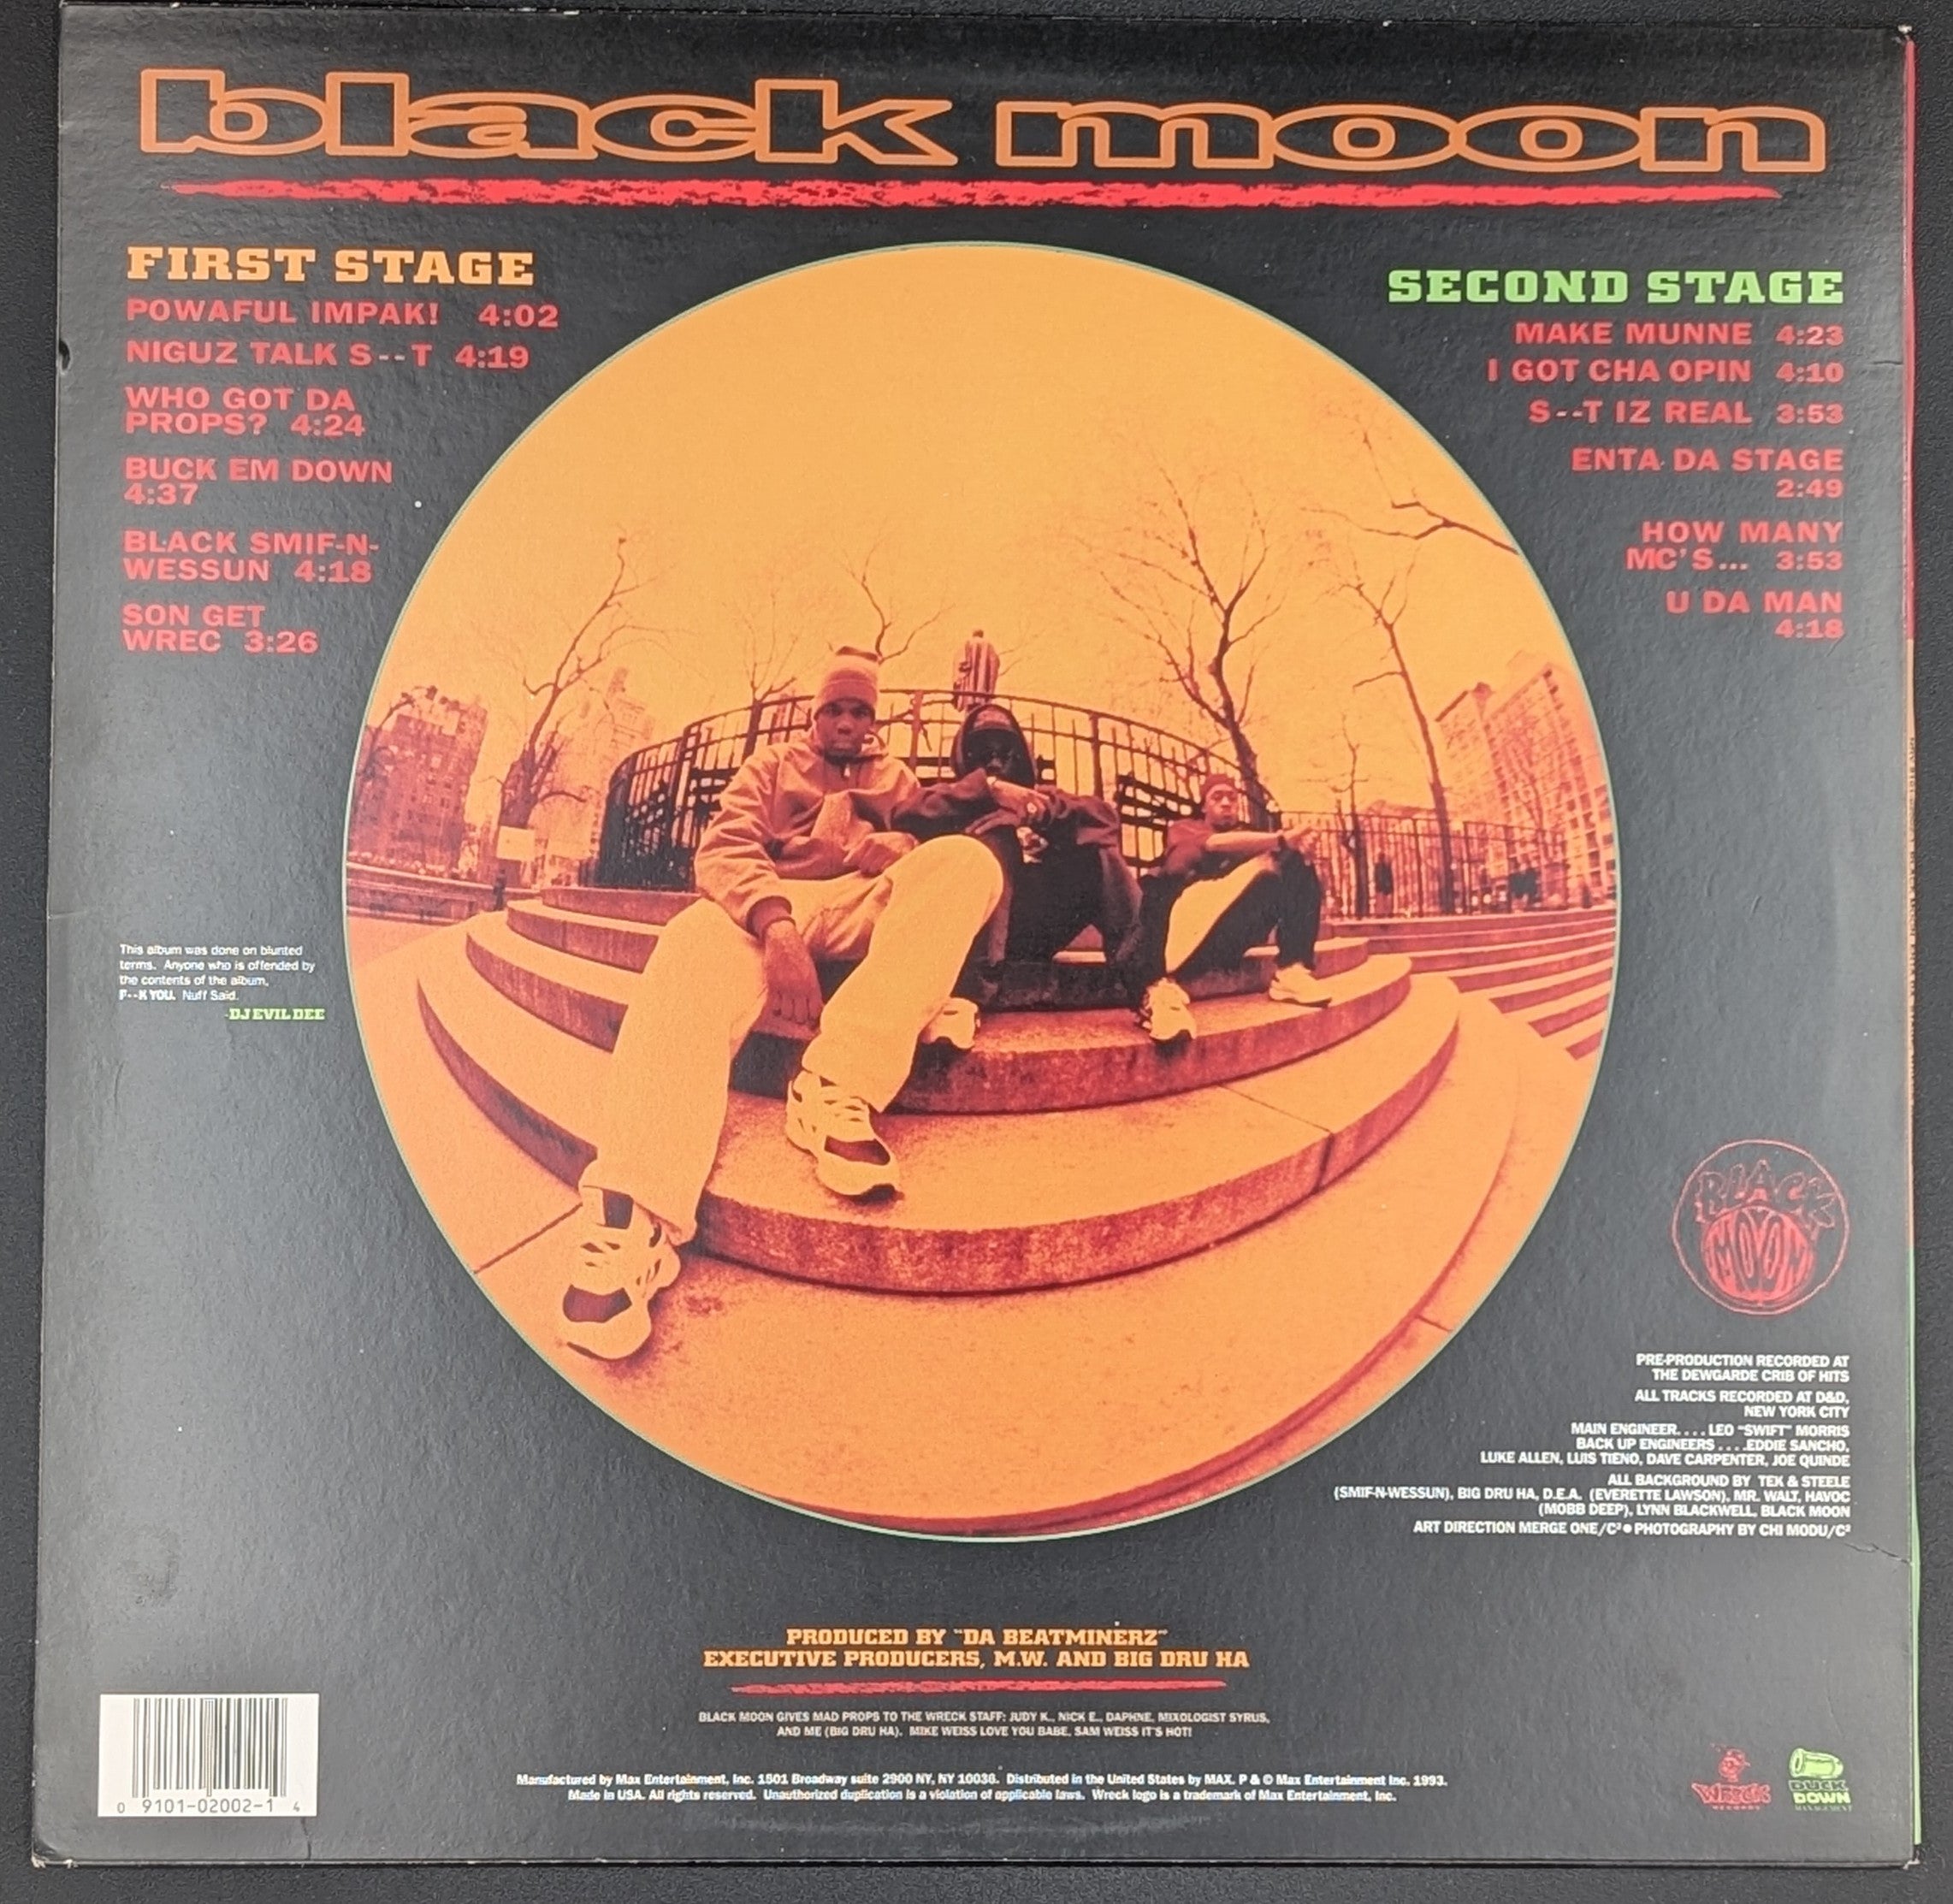 black moon
FIRST STAGE
POWAFUL IMPAK! 4:02
NIGUZ TALK S--T 4:19
WHO GOT DA
PROPS? 4:24
BUCK EM DOWN
4:37
BLACK SMIF-N-
WESSUN 4:18
SON GET
WREC 3:26
SECOND STAGE
MAKE MUNNE 4:23
I GOT CHA OPIN 4:10
S--T IZ REAL 3:53
ENTA DA STAGE
2:49
HOW MANY
MC'S... 3:53
U DA MAN
4:18
This album was done on blunted
terms. Anyone who is offended by
the contents of the album,
F--K YOU. Nuff Said.
-DJ EVIL DEE
BLACK
MOON
PRE-PRODUCTION RECORDED AT
THE DEWGARDE CRIB OF HITS
ALL TRACKS RECORDED AT D&D,
NEW YORK CITY
MAIN ENGINEER....LEO "SWIFT" MORRIS
BACK UP ENGINEERS ....EDDIE SANCHO,
LUKE ALLEN, LUIS TIENO, DAVE CARPENTER, JOE QUINDE
ALL BACKGROUND BY TEK & STEELE
(SMIF-N-WESSUN), BIG DRU HA, D.E.A. (EVERETTE LAWSON), MR. WALT, HAVOC
(MOBB DEEP), LYNN BLACKWELL, BLACK MOON
ART DIRECTION MERGE ONE/C² • PHOTOGRAPHY BY CHI MODU/C²
PRODUCED BY "DA BEATMINERZ"
EXECUTIVE PRODUCERS, M.W. AND BIG DRU HA
BLACK MOON GIVES MAD PROPS TO THE WRECK STAFF: JUDY K., NICK E., DAPHNE, MIXOLOGIST SYRUS,
AND ME (BIG DRU HA). MIKE WEISS LOVE YOU BABE, SAM WEISS IT'S HOT!
Manufactured by Max Entertainment, Inc. 1501 Broadway suite 2900 NY, NY 10036. Distributed in the United States by MAX. P & © Max Entertainment Inc. 1993.
Made in USA. All rights reserved. Unauthorized duplication is a violation of applicable laws. Wreck logo is a trademark of Max Entertainment, Inc.
0 9101-02002-1 4
WRECK
RECORDS
DUCK
DOWN
MANAGEMENT